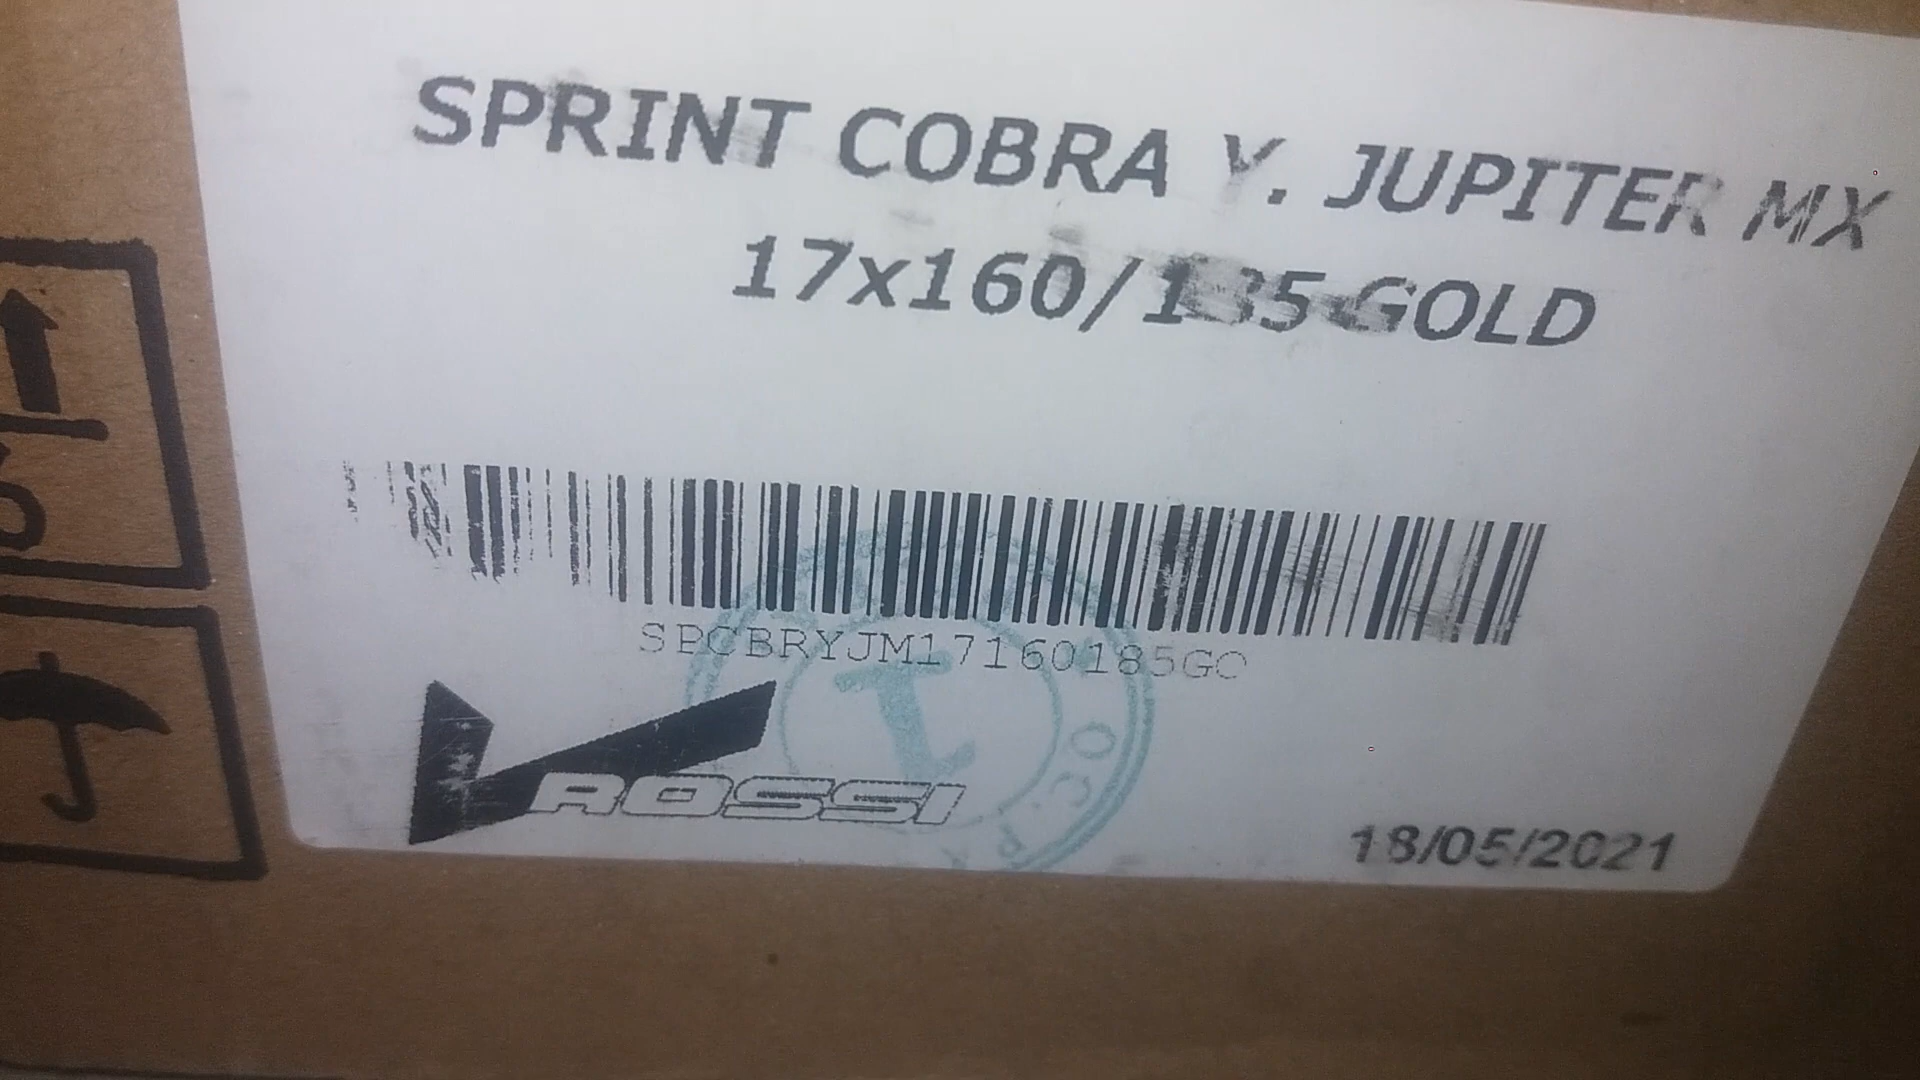 SPRINT COBRA Y. JUPITER MX
17x160/185 GOLD
SPCBRYJM17160185GO
ROSSI
18/05/2021